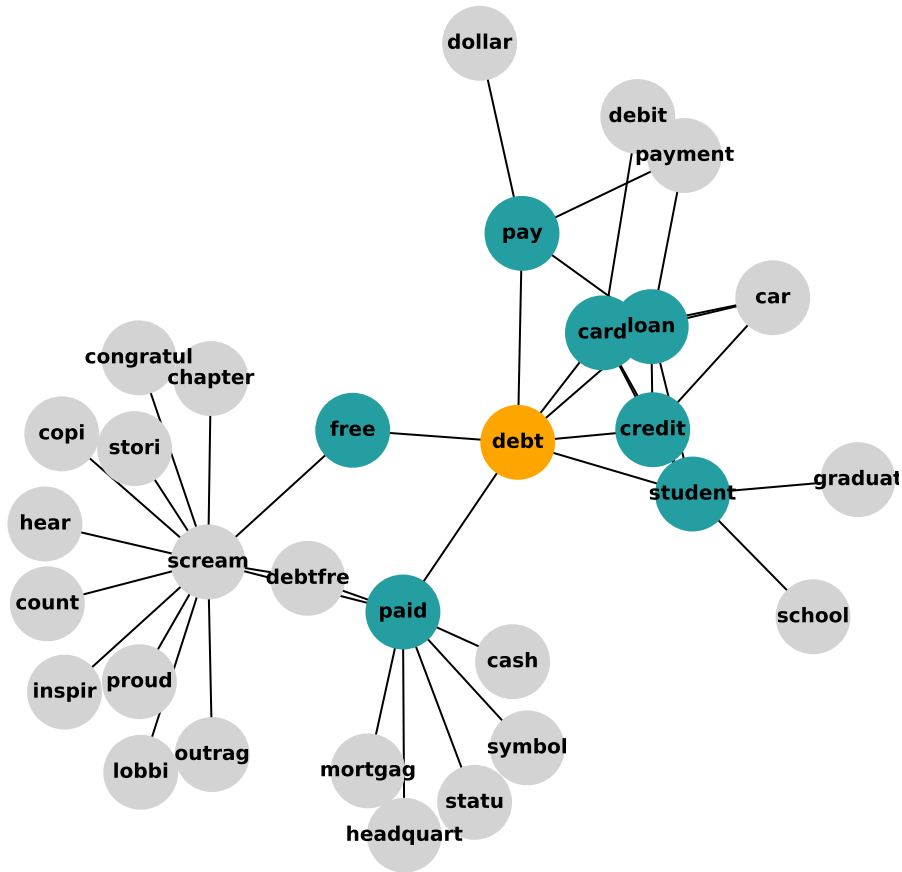 dollar
debit
payment
pay
car
card
loan
congratul
chapter
copi
stori
free
debt
credit
graduat
student
hear
scream
debtfre
count
paid
school
cash
inspir
proud
symbol
lobbi
outrag
mortgag
statu
headquart